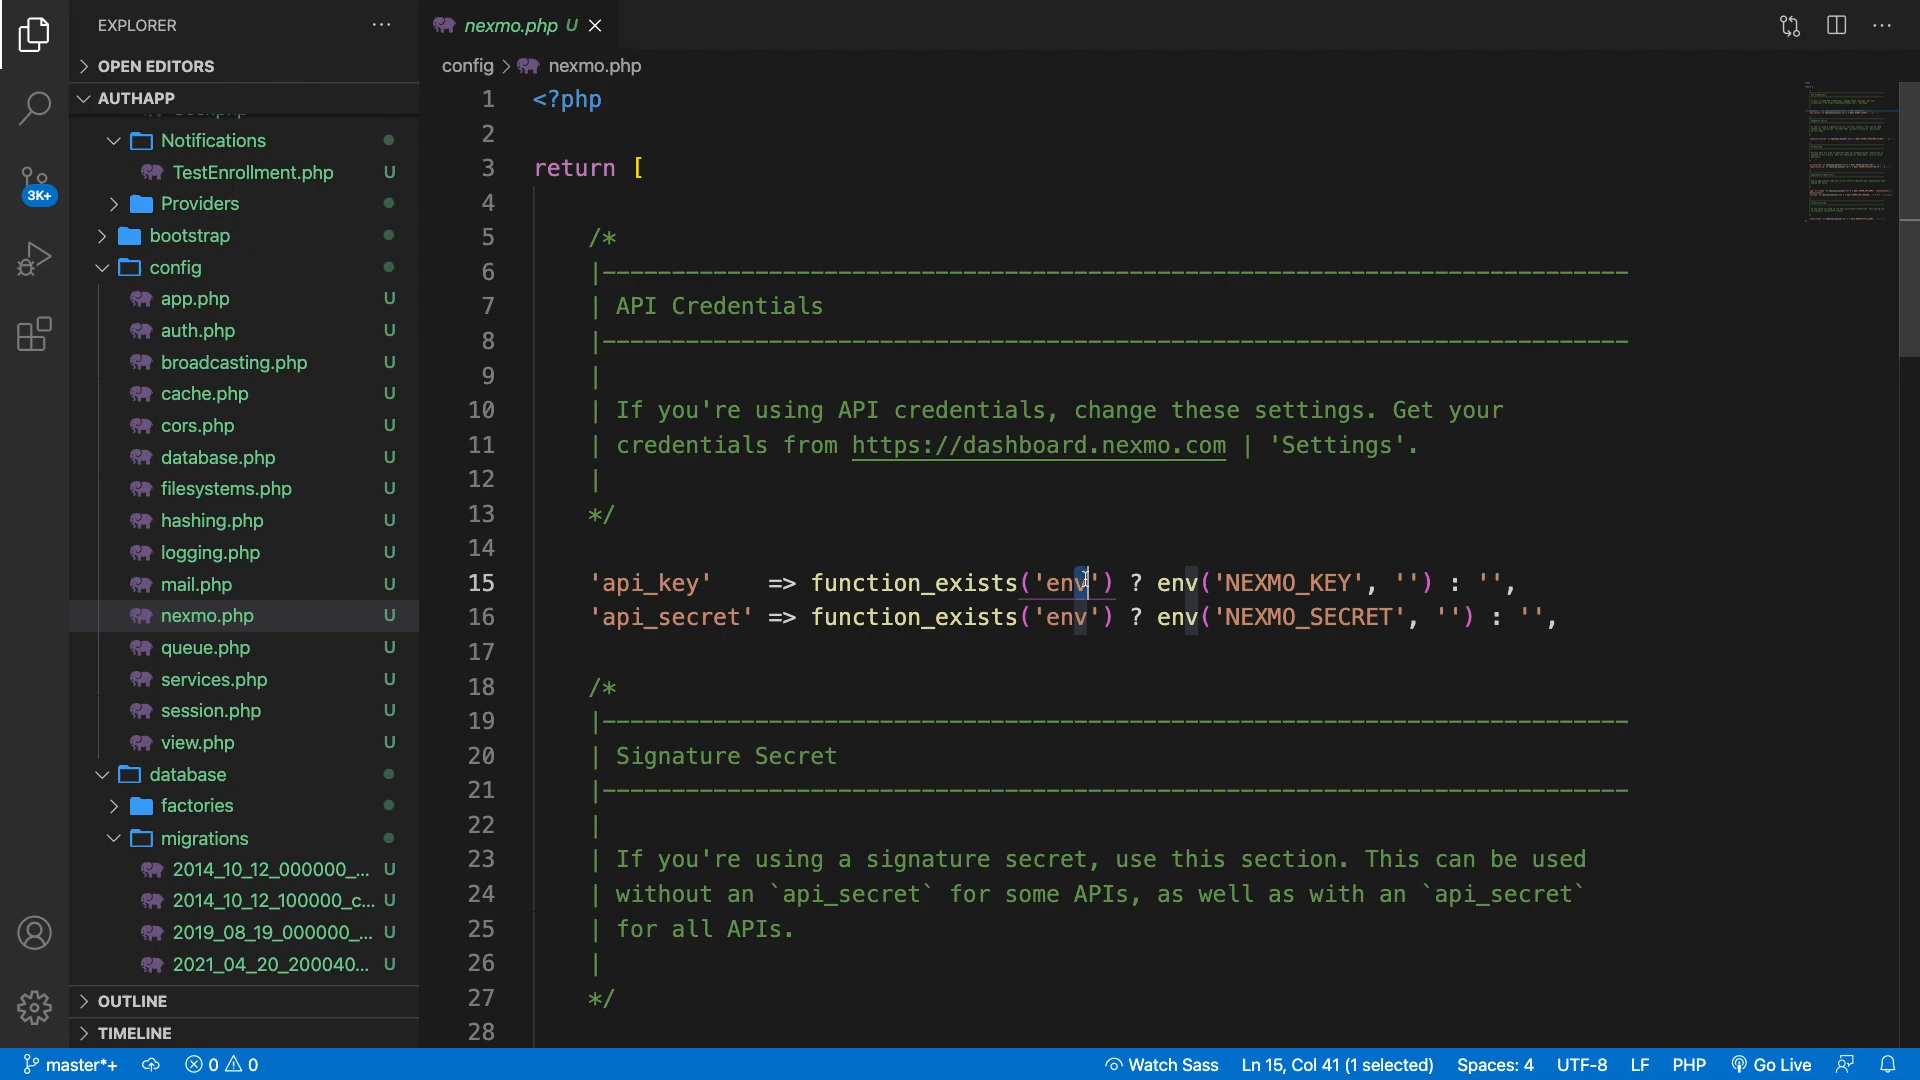 EXPLORER
OPEN EDITORS
AUTHAPP
Notifications
TestEnrollment.php U
Providers
bootstrap
config
app.php U
auth.php U
broadcasting.php U
cache.php U
cors.php U
database.php U
filesystems.php U
hashing.php U
logging.php U
mail.php U
nexmo.php U
queue.php U
services.php U
session.php U
view.php U
database
factories
migrations
2014_10_12_000000_... U
2014_10_12_100000_c... U
2019_08_19_000000_... U
2021_04_20_200040... U
OUTLINE
TIMELINE
3K+
nexmo.php U
config > nexmo.php
1 <?php
2
3 return [
4
5 /*
6 |--------------------------------------------------------------------------
7 | API Credentials
8 |--------------------------------------------------------------------------
9 |
10 | If you're using API credentials, change these settings. Get your
11 | credentials from https://dashboard.nexmo.com | 'Settings'.
12 |
13 */
14
15 'api_key' => function_exists('env') ? env('NEXMO_KEY', '') : '',
16 'api_secret' => function_exists('env') ? env('NEXMO_SECRET', '') : '',
17
18 /*
19 |--------------------------------------------------------------------------
20 | Signature Secret
21 |--------------------------------------------------------------------------
22 |
23 | If you're using a signature secret, use this section. This can be used
24 | without an `api_secret` for some APIs, as well as with an `api_secret`
25 | for all APIs.
26 |
27 */
28
master*+ 0 0 Watch Sass Ln 15, Col 41 (1 selected) Spaces: 4 UTF-8 LF PHP Go Live